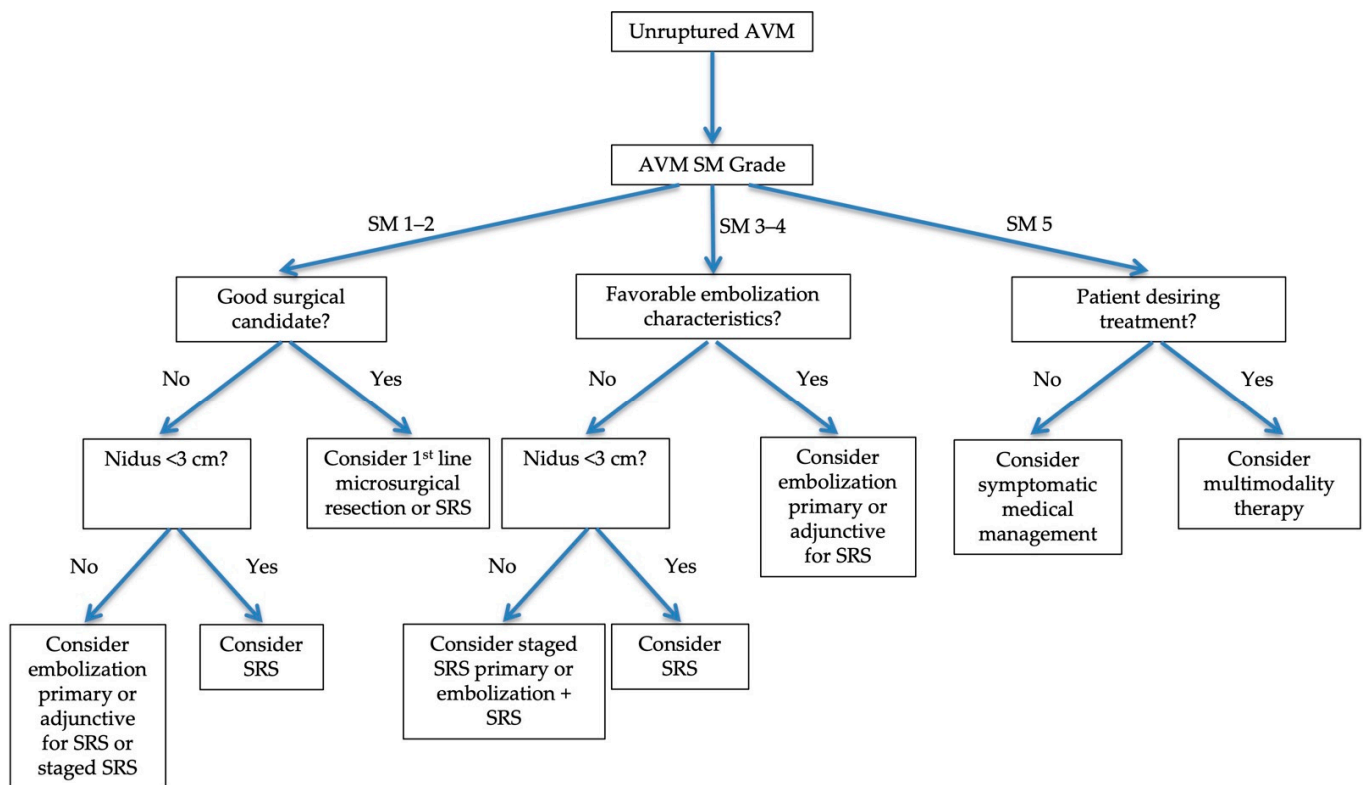 Unruptured AVM
AVM SM Grade
SM 1–2
SM 3–4
SM 5
Good surgical
candidate?
Favorable embolization
characteristics?
Patient desiring
treatment?
No
Yes
No
Yes
No
Yes
Nidus <3 cm?
Consider 1st line
microsurgical
resection or SRS
Nidus <3 cm?
Consider
embolization
primary or
adjunctive
for SRS
Consider
symptomatic
medical
management
Consider
multimodality
therapy
No
Yes
No
Yes
Consider
embolization
primary or
adjunctive
for SRS or
staged SRS
Consider
SRS
Consider staged
SRS primary or
embolization +
SRS
Consider
SRS